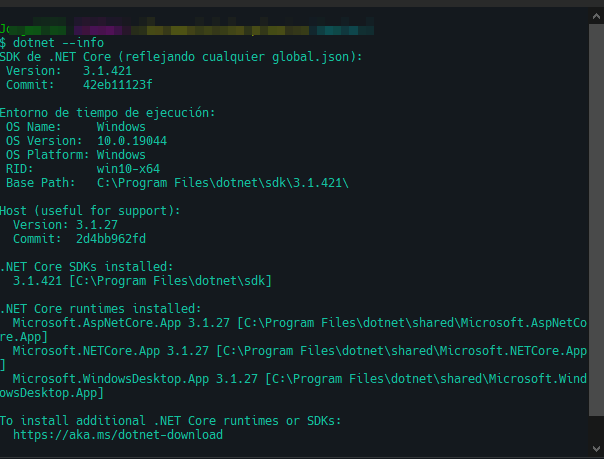 $ dotnet --info
SDK de .NET Core (reflejando cualquier global.json):
 Version:   3.1.421
 Commit:    42eb11123f

Entorno de tiempo de ejecución:
 OS Name:     Windows
 OS Version:  10.0.19044
 OS Platform: Windows
 RID:         win10-x64
 Base Path:   C:\Program Files\dotnet\sdk\3.1.421\

Host (useful for support):
  Version: 3.1.27
  Commit:  2d4bb962fd

.NET Core SDKs installed:
  3.1.421 [C:\Program Files\dotnet\sdk]

.NET Core runtimes installed:
  Microsoft.AspNetCore.App 3.1.27 [C:\Program Files\dotnet\shared\Microsoft.AspNetCo
re.App]
  Microsoft.NETCore.App 3.1.27 [C:\Program Files\dotnet\shared\Microsoft.NETCore.App
]
  Microsoft.WindowsDesktop.App 3.1.27 [C:\Program Files\dotnet\shared\Microsoft.Wind
owsDesktop.App]

To install additional .NET Core runtimes or SDKs:
  https://aka.ms/dotnet-download